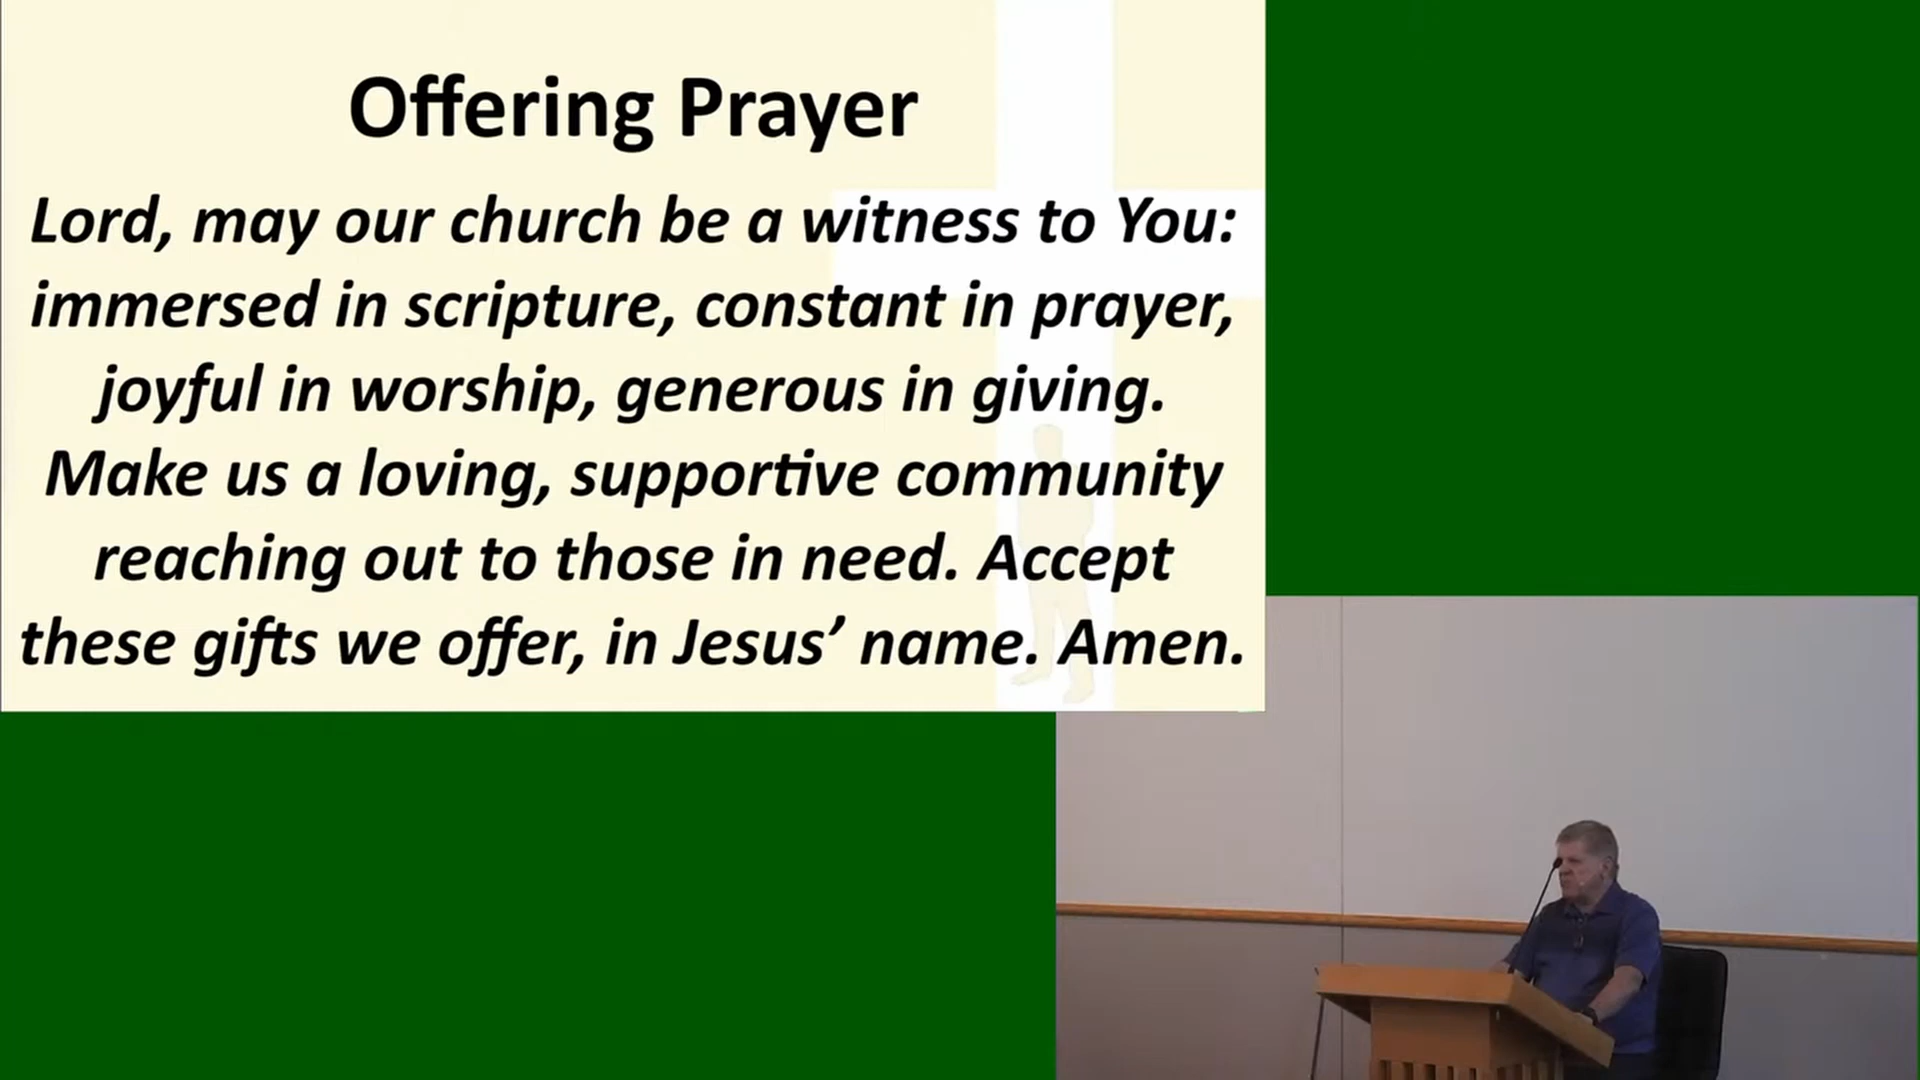 Offering Prayer
Lord, may our church be a witness to You:
immersed in scripture, constant in prayer,
joyful in worship, generous in giving.
Make us a loving, supportive community
reaching out to those in need. Accept
these gifts we offer, in Jesus’ name. Amen.